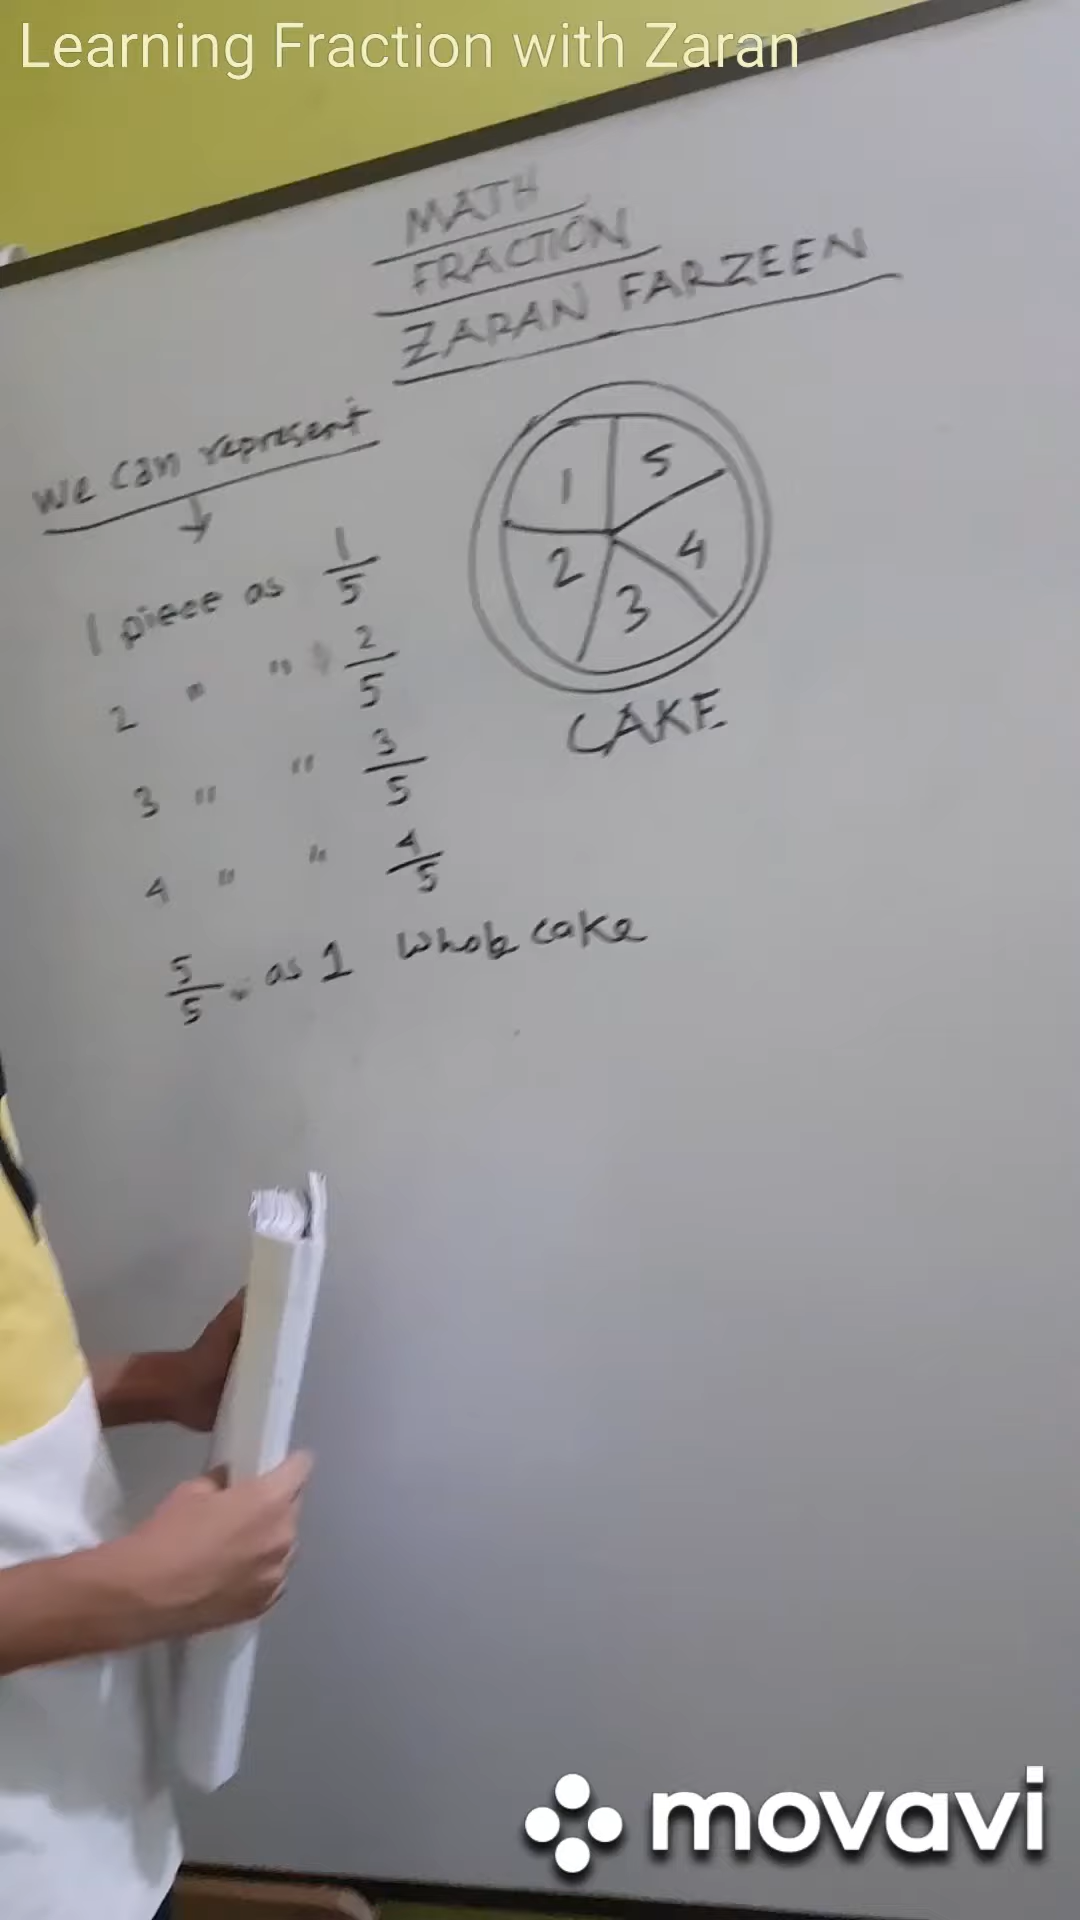 Learning Fraction with Zaran
MATH
FRACTION
ZARAN FARZEEN
We can represent
↓
1 piece as 1/5
2 " " 2/5
3 " " 3/5
4 " " 4/5
5/5 as 1 whole cake
1
5
2
4
3
CAKE
movavi